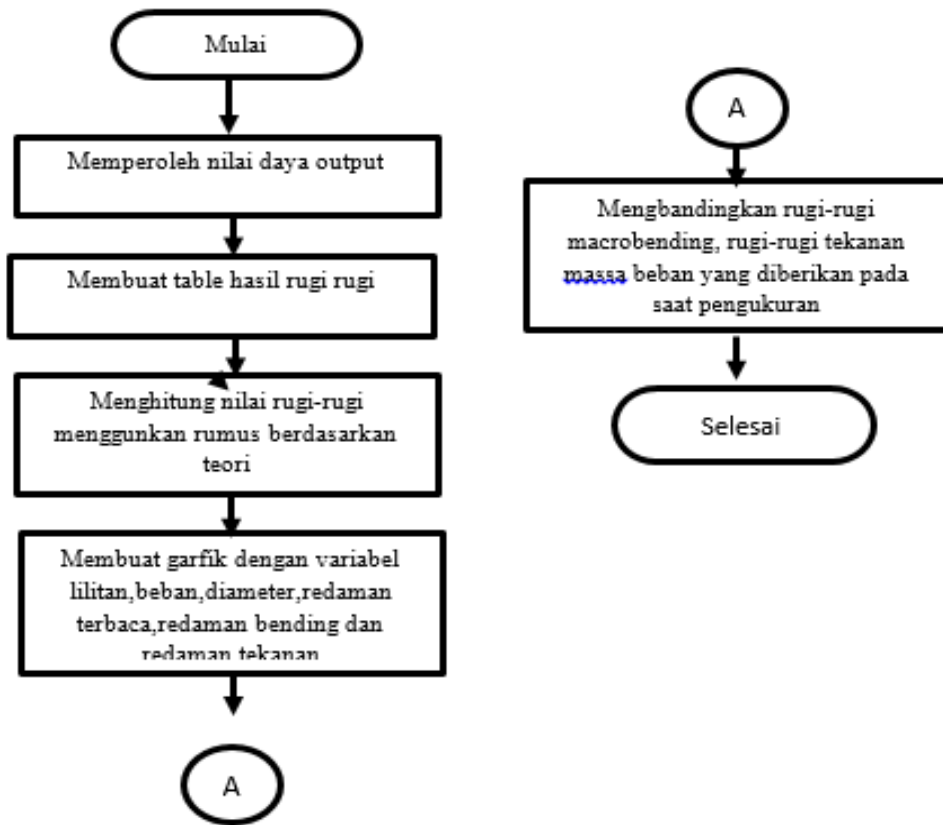 Mulai
Memperoleh nilai daya output
Membuat table hasil rugi rugi
Menghitung nilai rugi-rugi
menggunkan rumus berdasarkan
teori
Membuat garfik dengan variabel
lilitan,beban,diameter,redaman
terbaca,redaman bending dan
redaman tekanan
A
A
Mengbandingkan rugi-rugi
macrobending, rugi-rugi tekanan
massa beban yang diberikan pada
saat pengukuran
Selesai